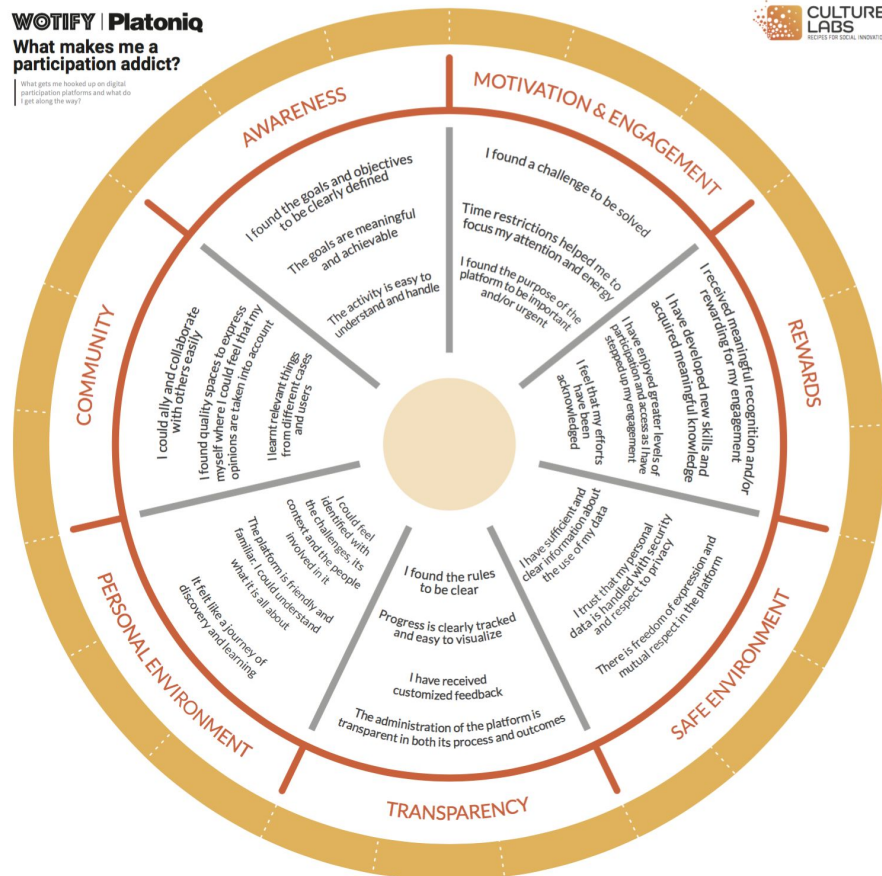 WOTIFY | Platoniq
What makes me a
participation addict?
What gets me hooked up on digital
participation platforms and what do
I get along the way?
CULTURE
LABS
RECIPES FOR SOCIAL INNOVATIO
AWARENESS
I found the goals and objectives
to be clearly defined
The goals are meaningful
and achievable
The activity is easy to
understand and handle
MOTIVATION & ENGAGEMENT
I found a challenge to be solved
Time restrictions helped me to
focus my attention and energy
I found the purpose of the
platform to be important
and/or urgent
REWARDS
I received meaningful recognition and/or
rewarding for my engagement
I have developed new skills and
acquired meaningful knowledge
I have enjoyed greater levels of
participation and access as I have
stepped up my engagement
I feel that my efforts
have been
acknowledged
SAFE ENVIRONMENT
I have sufficient and
clear information about
the use of my data
I trust that my personal
data is handled with security
and respect to privacy
There is freedom of expression and
mutual respect in the platform
TRANSPARENCY
I found the rules
to be clear
Progress is clearly tracked
and easy to visualize
I have received
customized feedback
The administration of the platform is
transparent in both its process and outcomes
PERSONAL ENVIRONMENT
I could feel
identified with
the challenges, its
context and the people
involved in it
The platform is friendly and
familiar. I could understand
what it is all about
It felt like a journey of
discovery and learning
COMMUNITY
I could ally and collaborate
with others easily
I found quality spaces to express
myself where I could feel that my
opinions are taken into account
I learnt relevant things
from different cases
and users